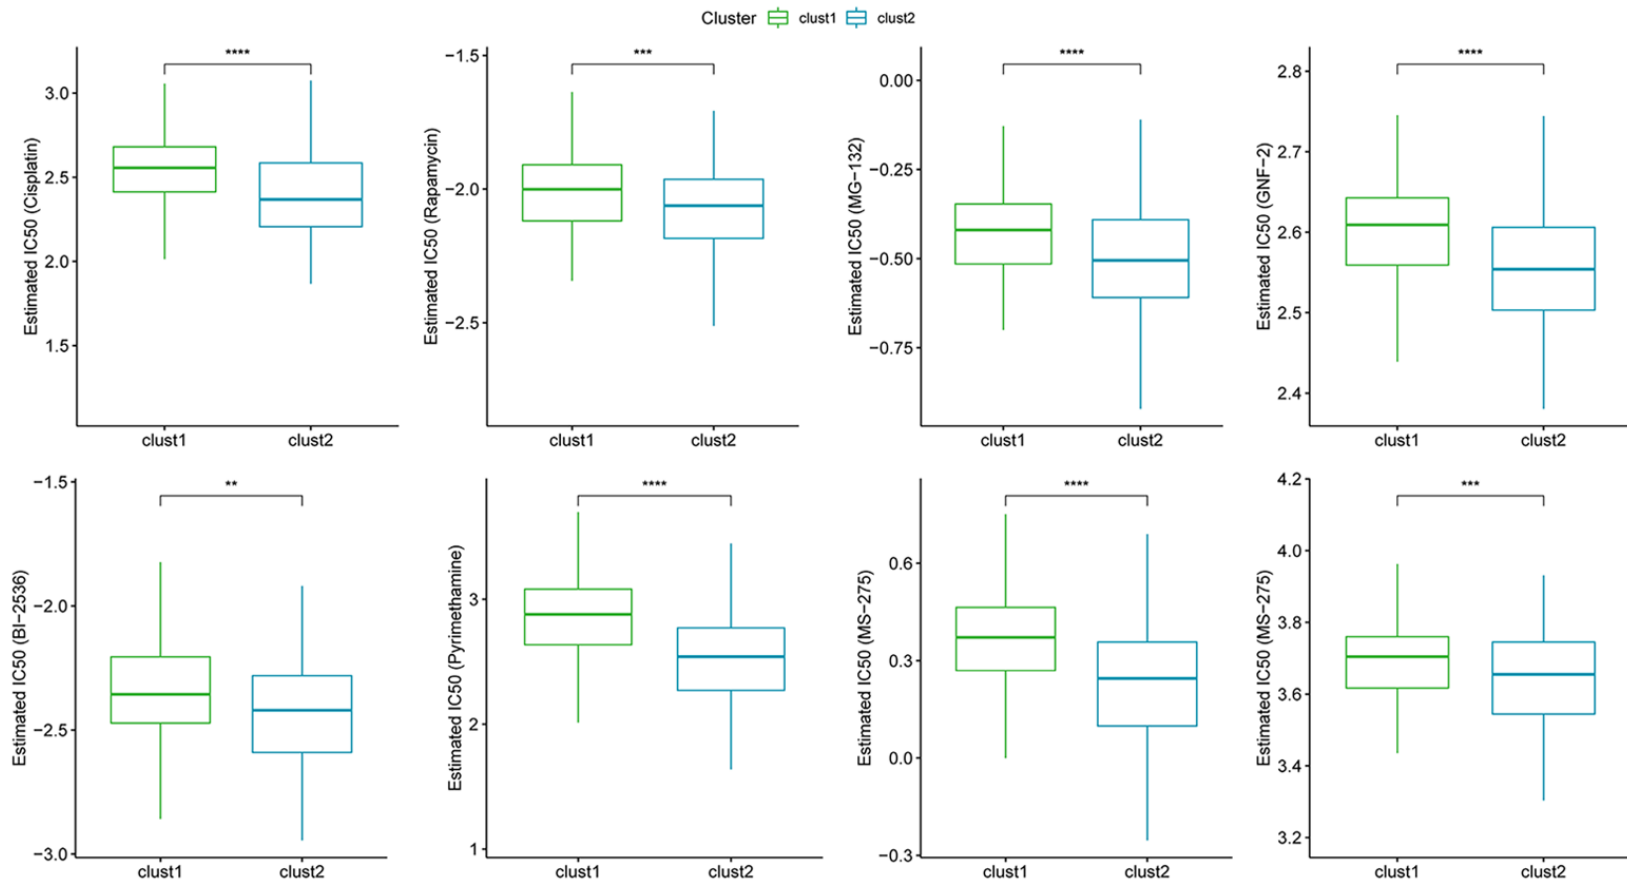 Cluster clust1 clust2
Estimated IC50 (Cisplatin)
3.0
2.5
2.0
1.5
****
clust1 clust2
Estimated IC50 (Rapamycin)
−1.5
−2.0
−2.5
***
clust1 clust2
Estimated IC50 (MG−132)
0.00
−0.25
−0.50
−0.75
****
clust1 clust2
Estimated IC50 (GNF−2)
2.8
2.7
2.6
2.5
2.4
****
clust1 clust2
Estimated IC50 (BI−2536)
−1.5
−2.0
−2.5
−3.0
**
clust1 clust2
Estimated IC50 (Pyrimethamine)
3
2
1
****
clust1 clust2
Estimated IC50 (MS−275)
0.6
0.3
0.0
−0.3
****
clust1 clust2
Estimated IC50 (MS−275)
4.2
4.0
3.8
3.6
3.4
3.2
***
clust1 clust2